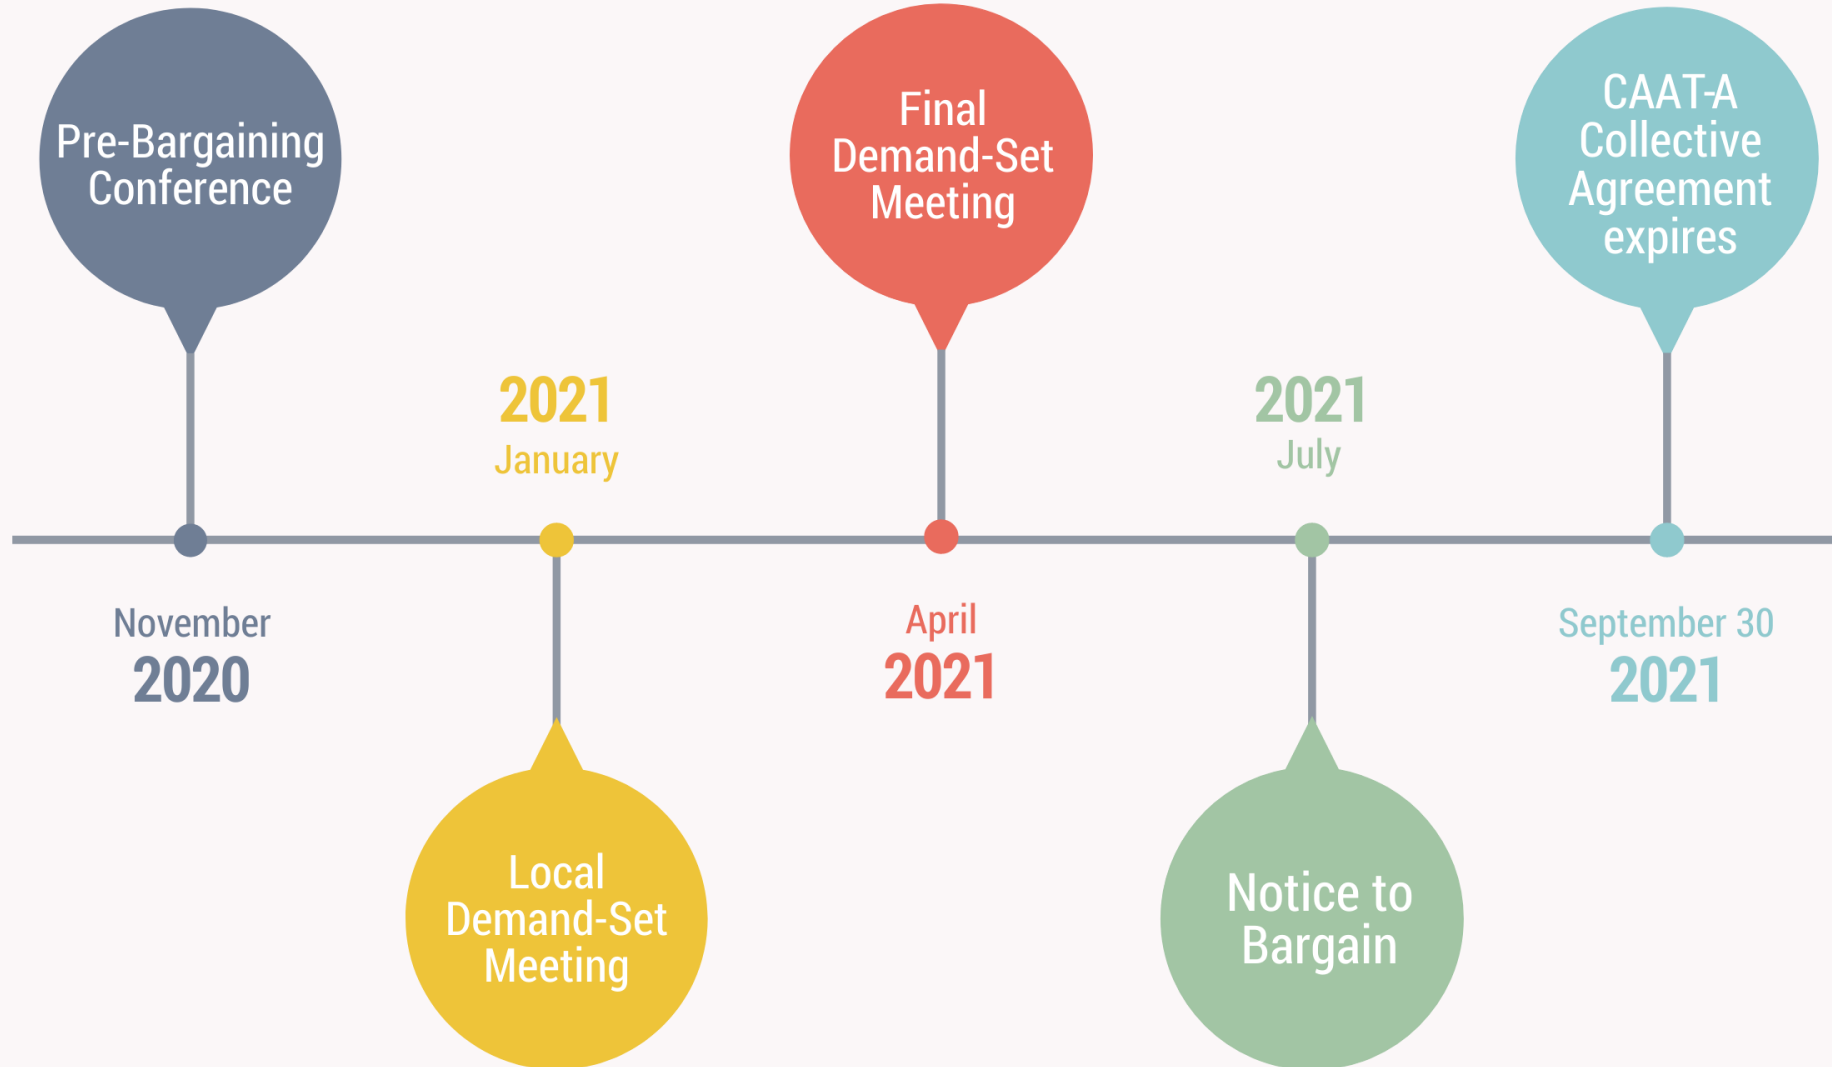 Pre-Bargaining
Conference
November
2020
2021
January
Local
Demand-Set
Meeting
Final
Demand-Set
Meeting
April
2021
2021
July
Notice to
Bargain
CAAT-A
Collective
Agreement
expires
September 30
2021